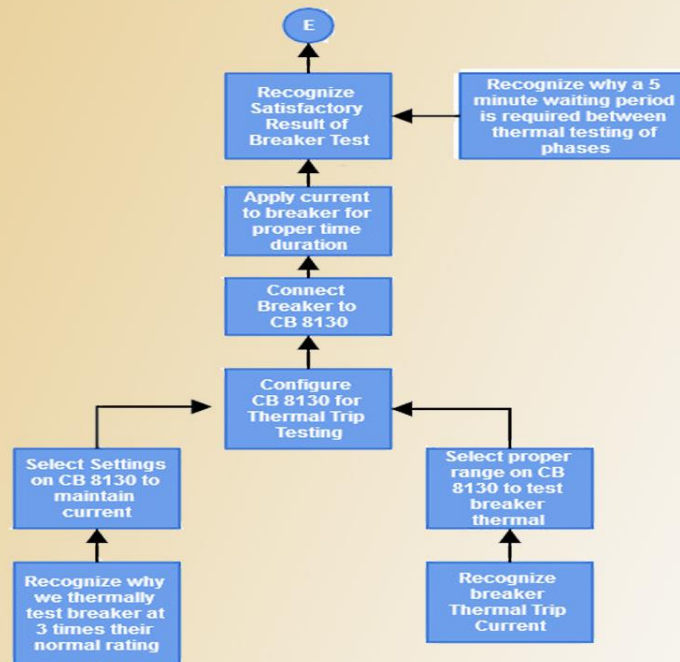 E
Recognize
Satisfactory
Result of
Breaker Test
Recognize why a 5
minute waiting period
is required between
thermal testing of
phases
Apply current
to breaker for
proper time
duration
Connect
Breaker to
CB 8130
Configure
CB 8130 for
Thermal Trip
Testing
Select Settings
on CB 8130 to
maintain
current
Select proper
range on CB
8130 to test
breaker
thermal
Recognize why
we thermally
test breaker at
3 times their
normal rating
Recognize
breaker
Thermal Trip
Current